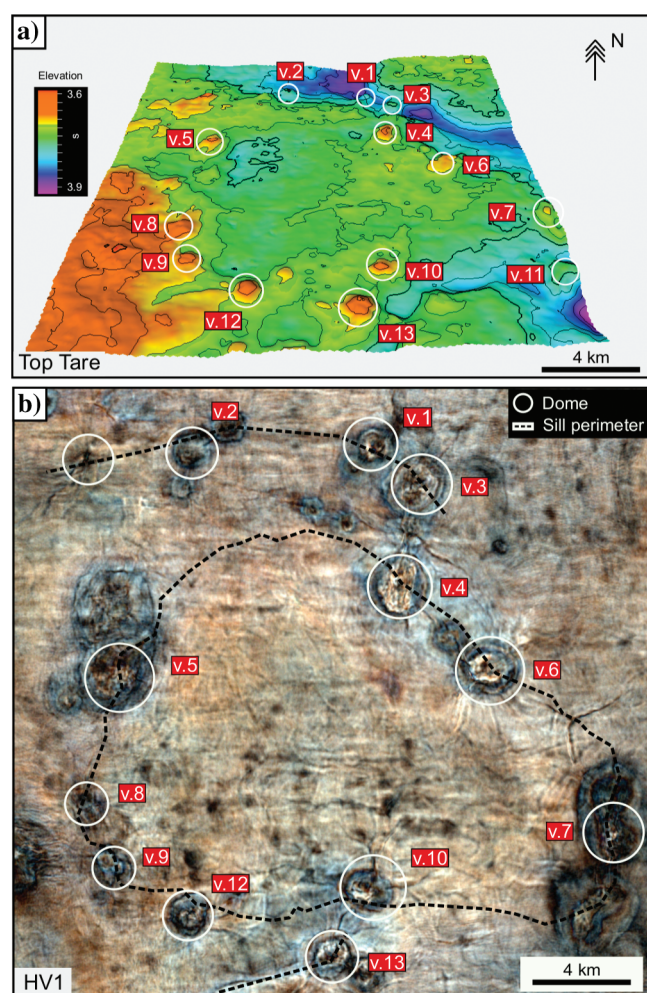 a)
N
Elevation
3.6
s
3.9
v.2
v.1
v.3
v.4
v.5
v.6
v.7
v.8
v.9
v.10
v.11
v.12
v.13
Top Tare
4 km
b)
Dome
Sill perimeter
v.2
v.1
v.3
v.4
v.5
v.6
v.8
v.7
v.9
v.10
v.12
v.13
HV1
4 km